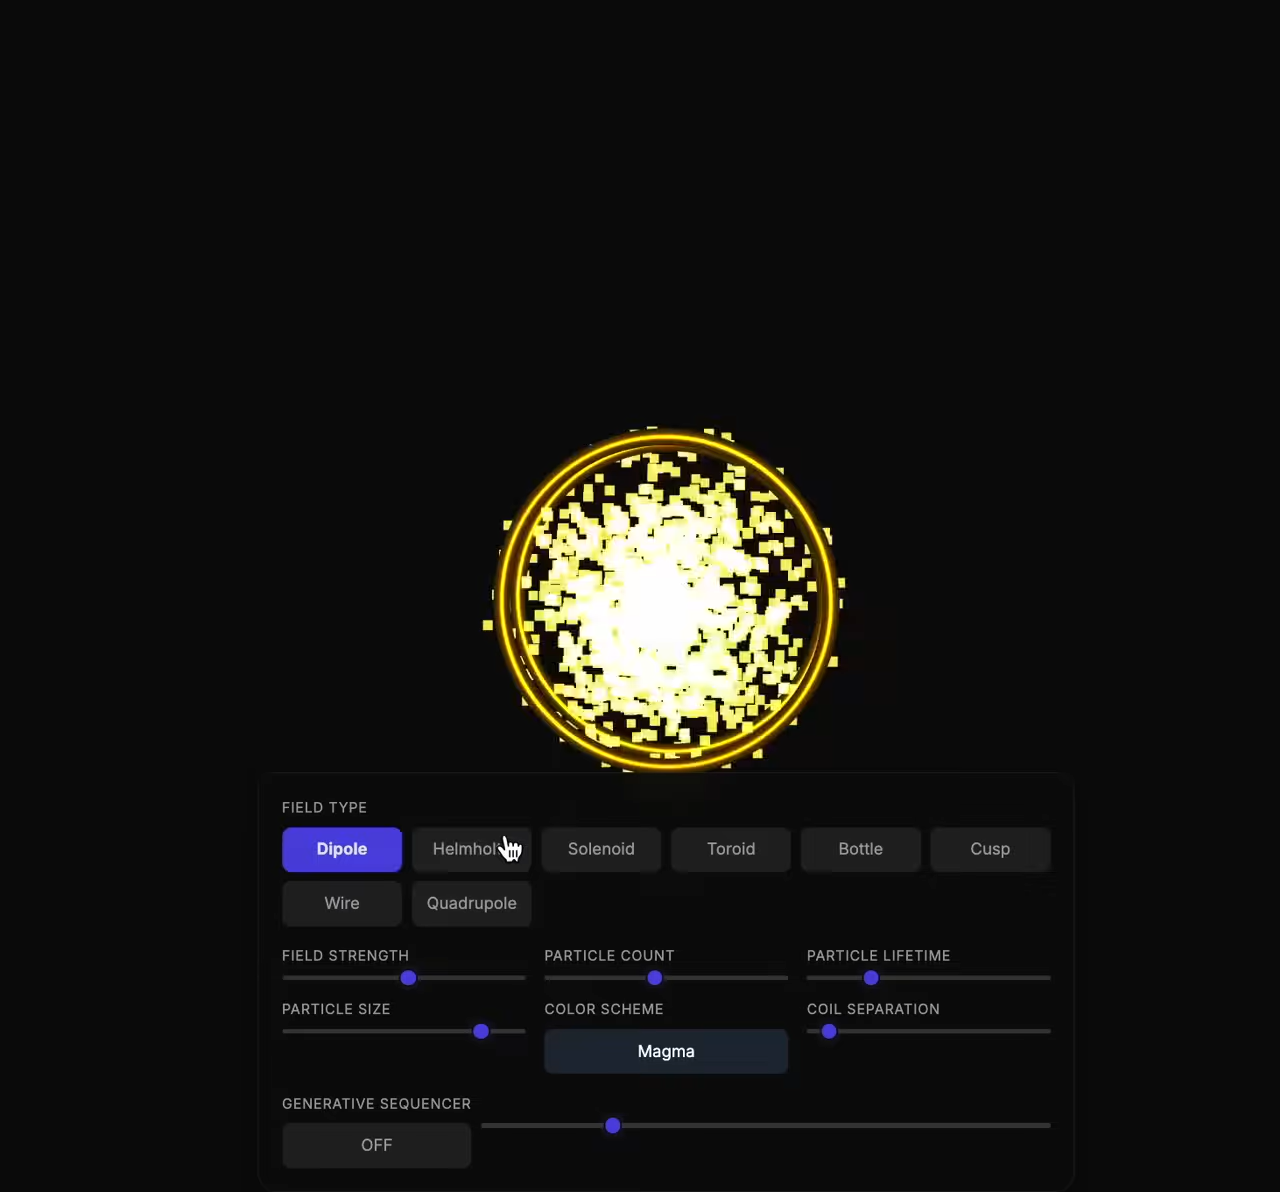 FIELD TYPE
Dipole Helmhol Solenoid Toroid Bottle Cusp
Wire Quadrupole
FIELD STRENGTH PARTICLE COUNT PARTICLE LIFETIME
PARTICLE SIZE COLOR SCHEME COIL SEPARATION
Magma
GENERATIVE SEQUENCER
OFF